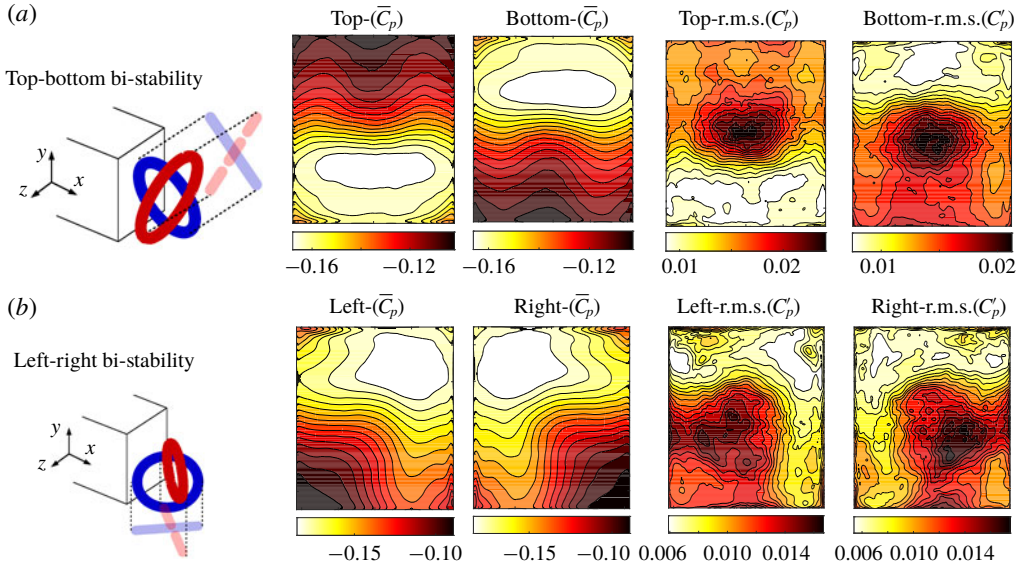 (a)
Top-(C̅p) Bottom-(C̅p) Top-r.m.s.(C′p) Bottom-r.m.s.(C′p)
Top-bottom bi-stability
y
z x
−0.16 −0.12 −0.16 −0.12 0.01 0.02 0.01 0.02
(b)
Left-(C̅p) Right-(C̅p) Left-r.m.s.(C′p) Right-r.m.s.(C′p)
Left-right bi-stability
y
z x
−0.15 −0.10 −0.15 −0.10 0.006 0.010 0.014 0.006 0.010 0.014